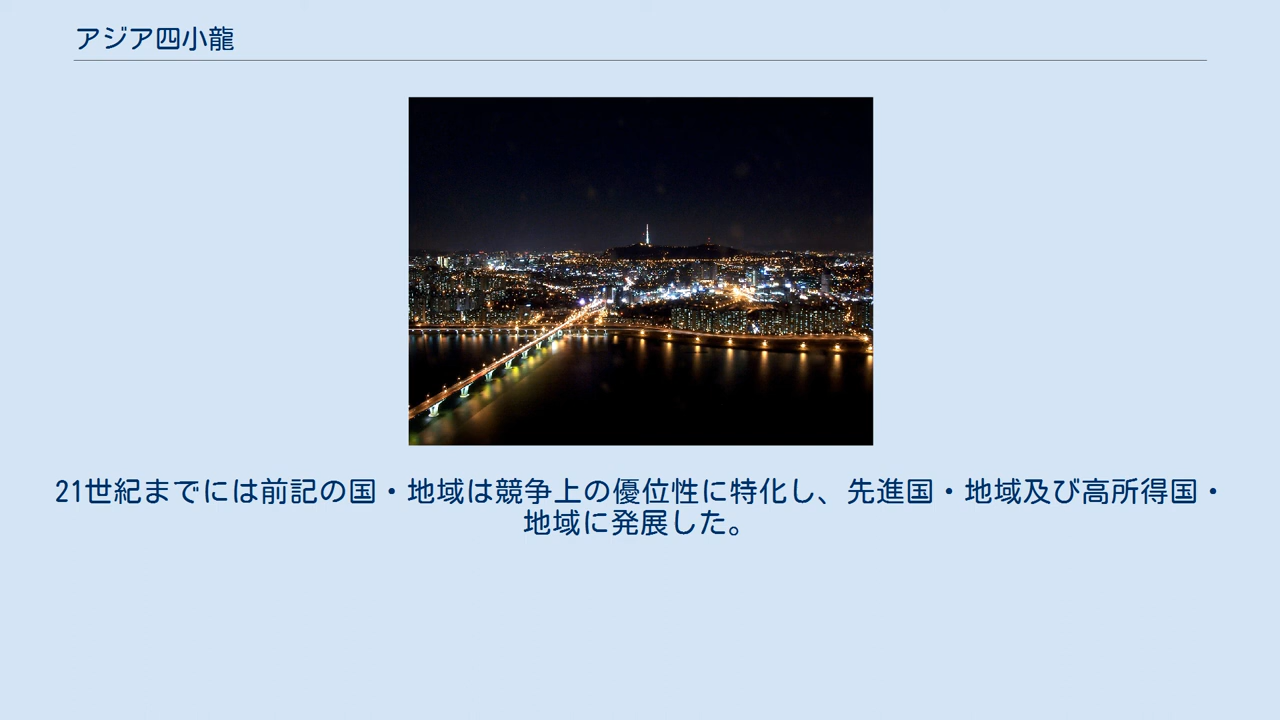 アジア四小龍
21世紀までには前記の国・地域は競争上の優位性に特化し、先進国・地域及び高所得国・
地域に発展した。